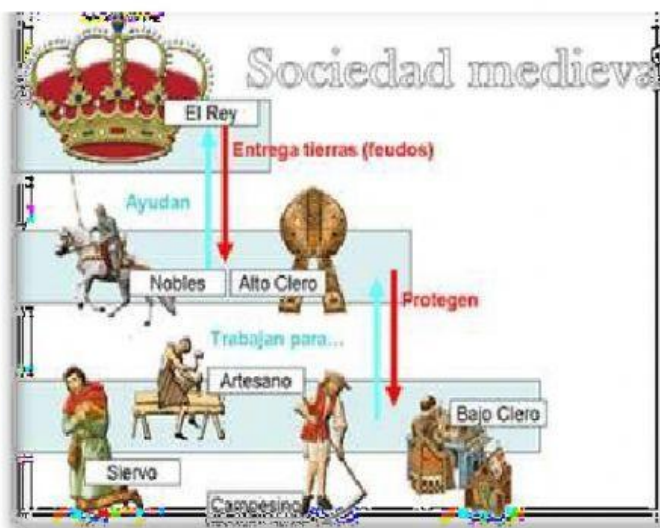 Sociedad medieva
El Rey
Entrega tierras (feudos)
Ayudan
Nobles
Alto Clero
Protegen
Trabajan para...
Artesano
Bajo Clero
Siervo
Campesino